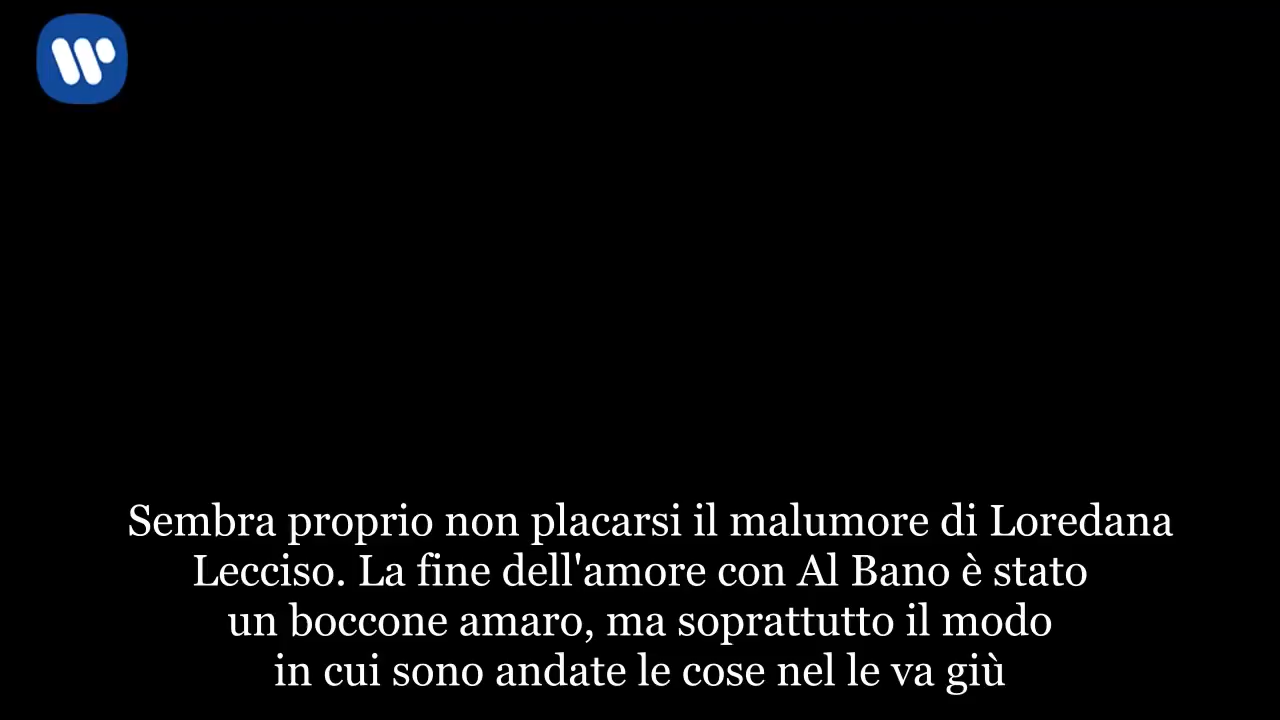 Sembra proprio non placarsi il malumore di Loredana
Lecciso. La fine dell'amore con Al Bano è stato
un boccone amaro, ma soprattutto il modo
in cui sono andate le cose nel le va giù